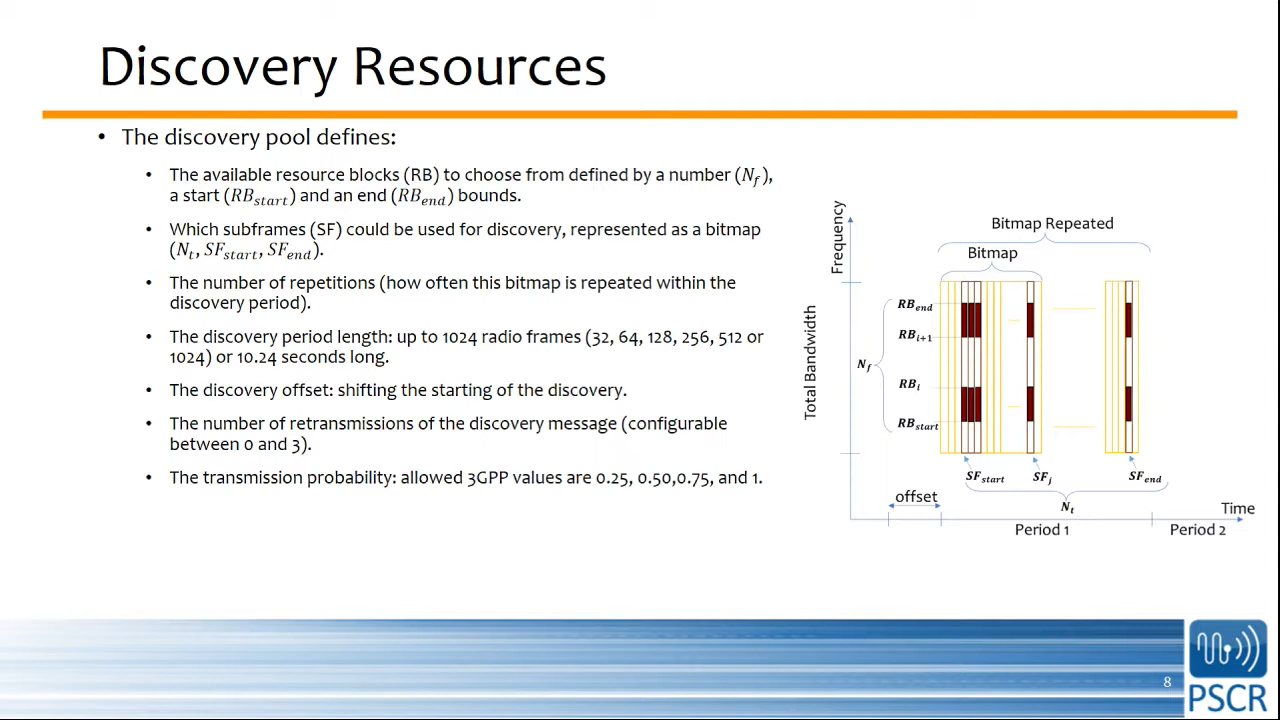 Discovery Resources
• The discovery pool defines:
• The available resource blocks (RB) to choose from defined by a number (N_f),
a start (RB_start) and an end (RB_end) bounds.
• Which subframes (SF) could be used for discovery, represented as a bitmap
(N_t, SF_start, SF_end).
• The number of repetitions (how often this bitmap is repeated within the
discovery period).
• The discovery period length: up to 1024 radio frames (32, 64, 128, 256, 512 or
1024) or 10.24 seconds long.
• The discovery offset: shifting the starting of the discovery.
• The number of retransmissions of the discovery message (configurable
between 0 and 3).
• The transmission probability: allowed 3GPP values are 0.25, 0.50,0.75, and 1.
Frequency
Total Bandwidth
Bitmap Repeated
Bitmap
RB_end
RB_i+1
N_f
RB_i
RB_start
SF_start
SF_j
SF_end
offset
N_t
Time
Period 1
Period 2
8
PSCR